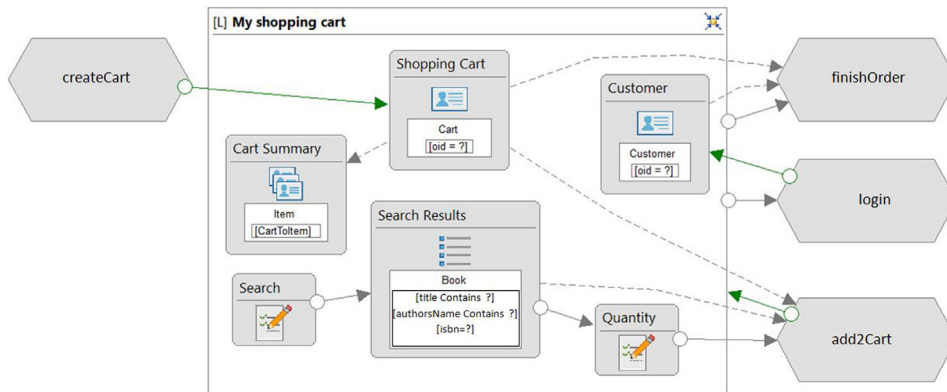 [L] My shopping cart
createCart
Shopping Cart
Cart
[oid = ?]
Customer
Customer
[oid = ?]
finishOrder
Cart Summary
Item
[CartToItem]
login
Search Results
Book
[title Contains ?]
[authorsName Contains ?]
[isbn=?]
Search
Quantity
add2Cart